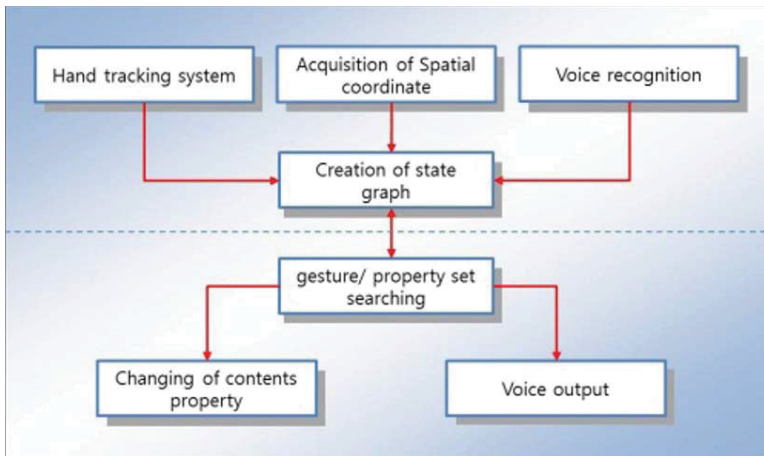 Hand tracking system
Acquisition of Spatial
coordinate
Voice recognition
Creation of state
graph
gesture/ property set
searching
Changing of contents
property
Voice output